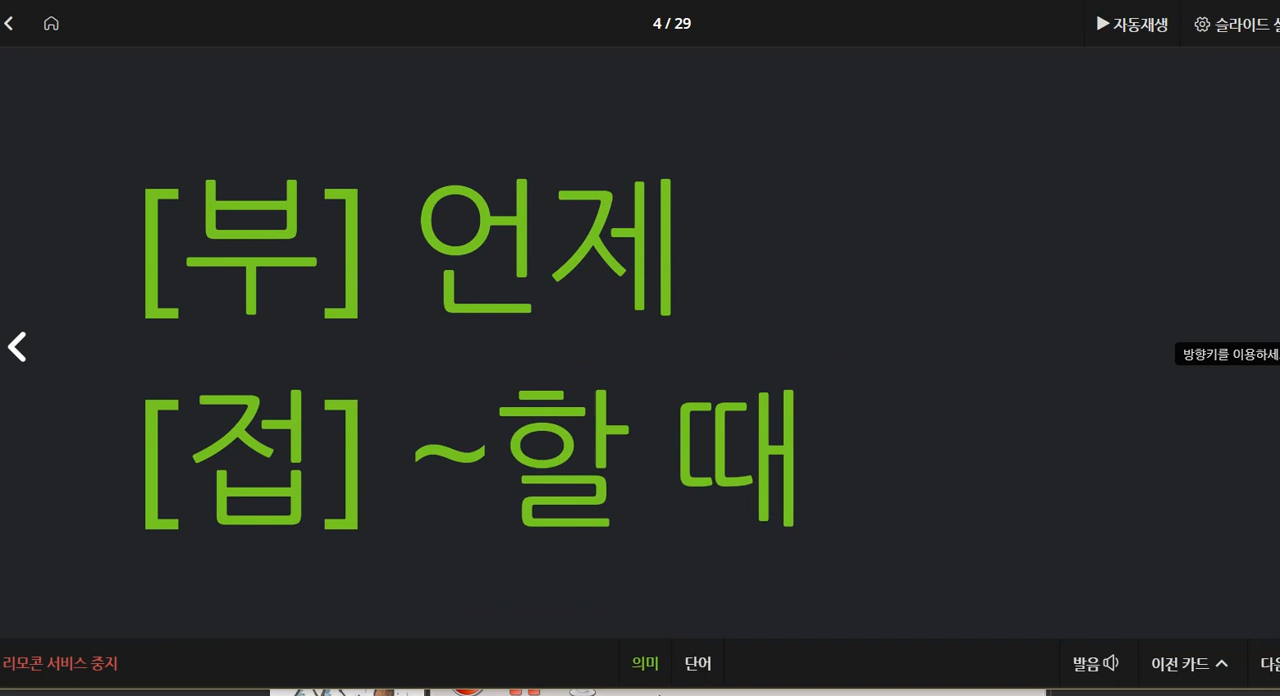 4 / 29
자동재생
슬라이드
[부] 언제
방향키를 이용하세
[접] ~할 때
리모콘 서비스 중지
의미
단어
발음
이전 카드